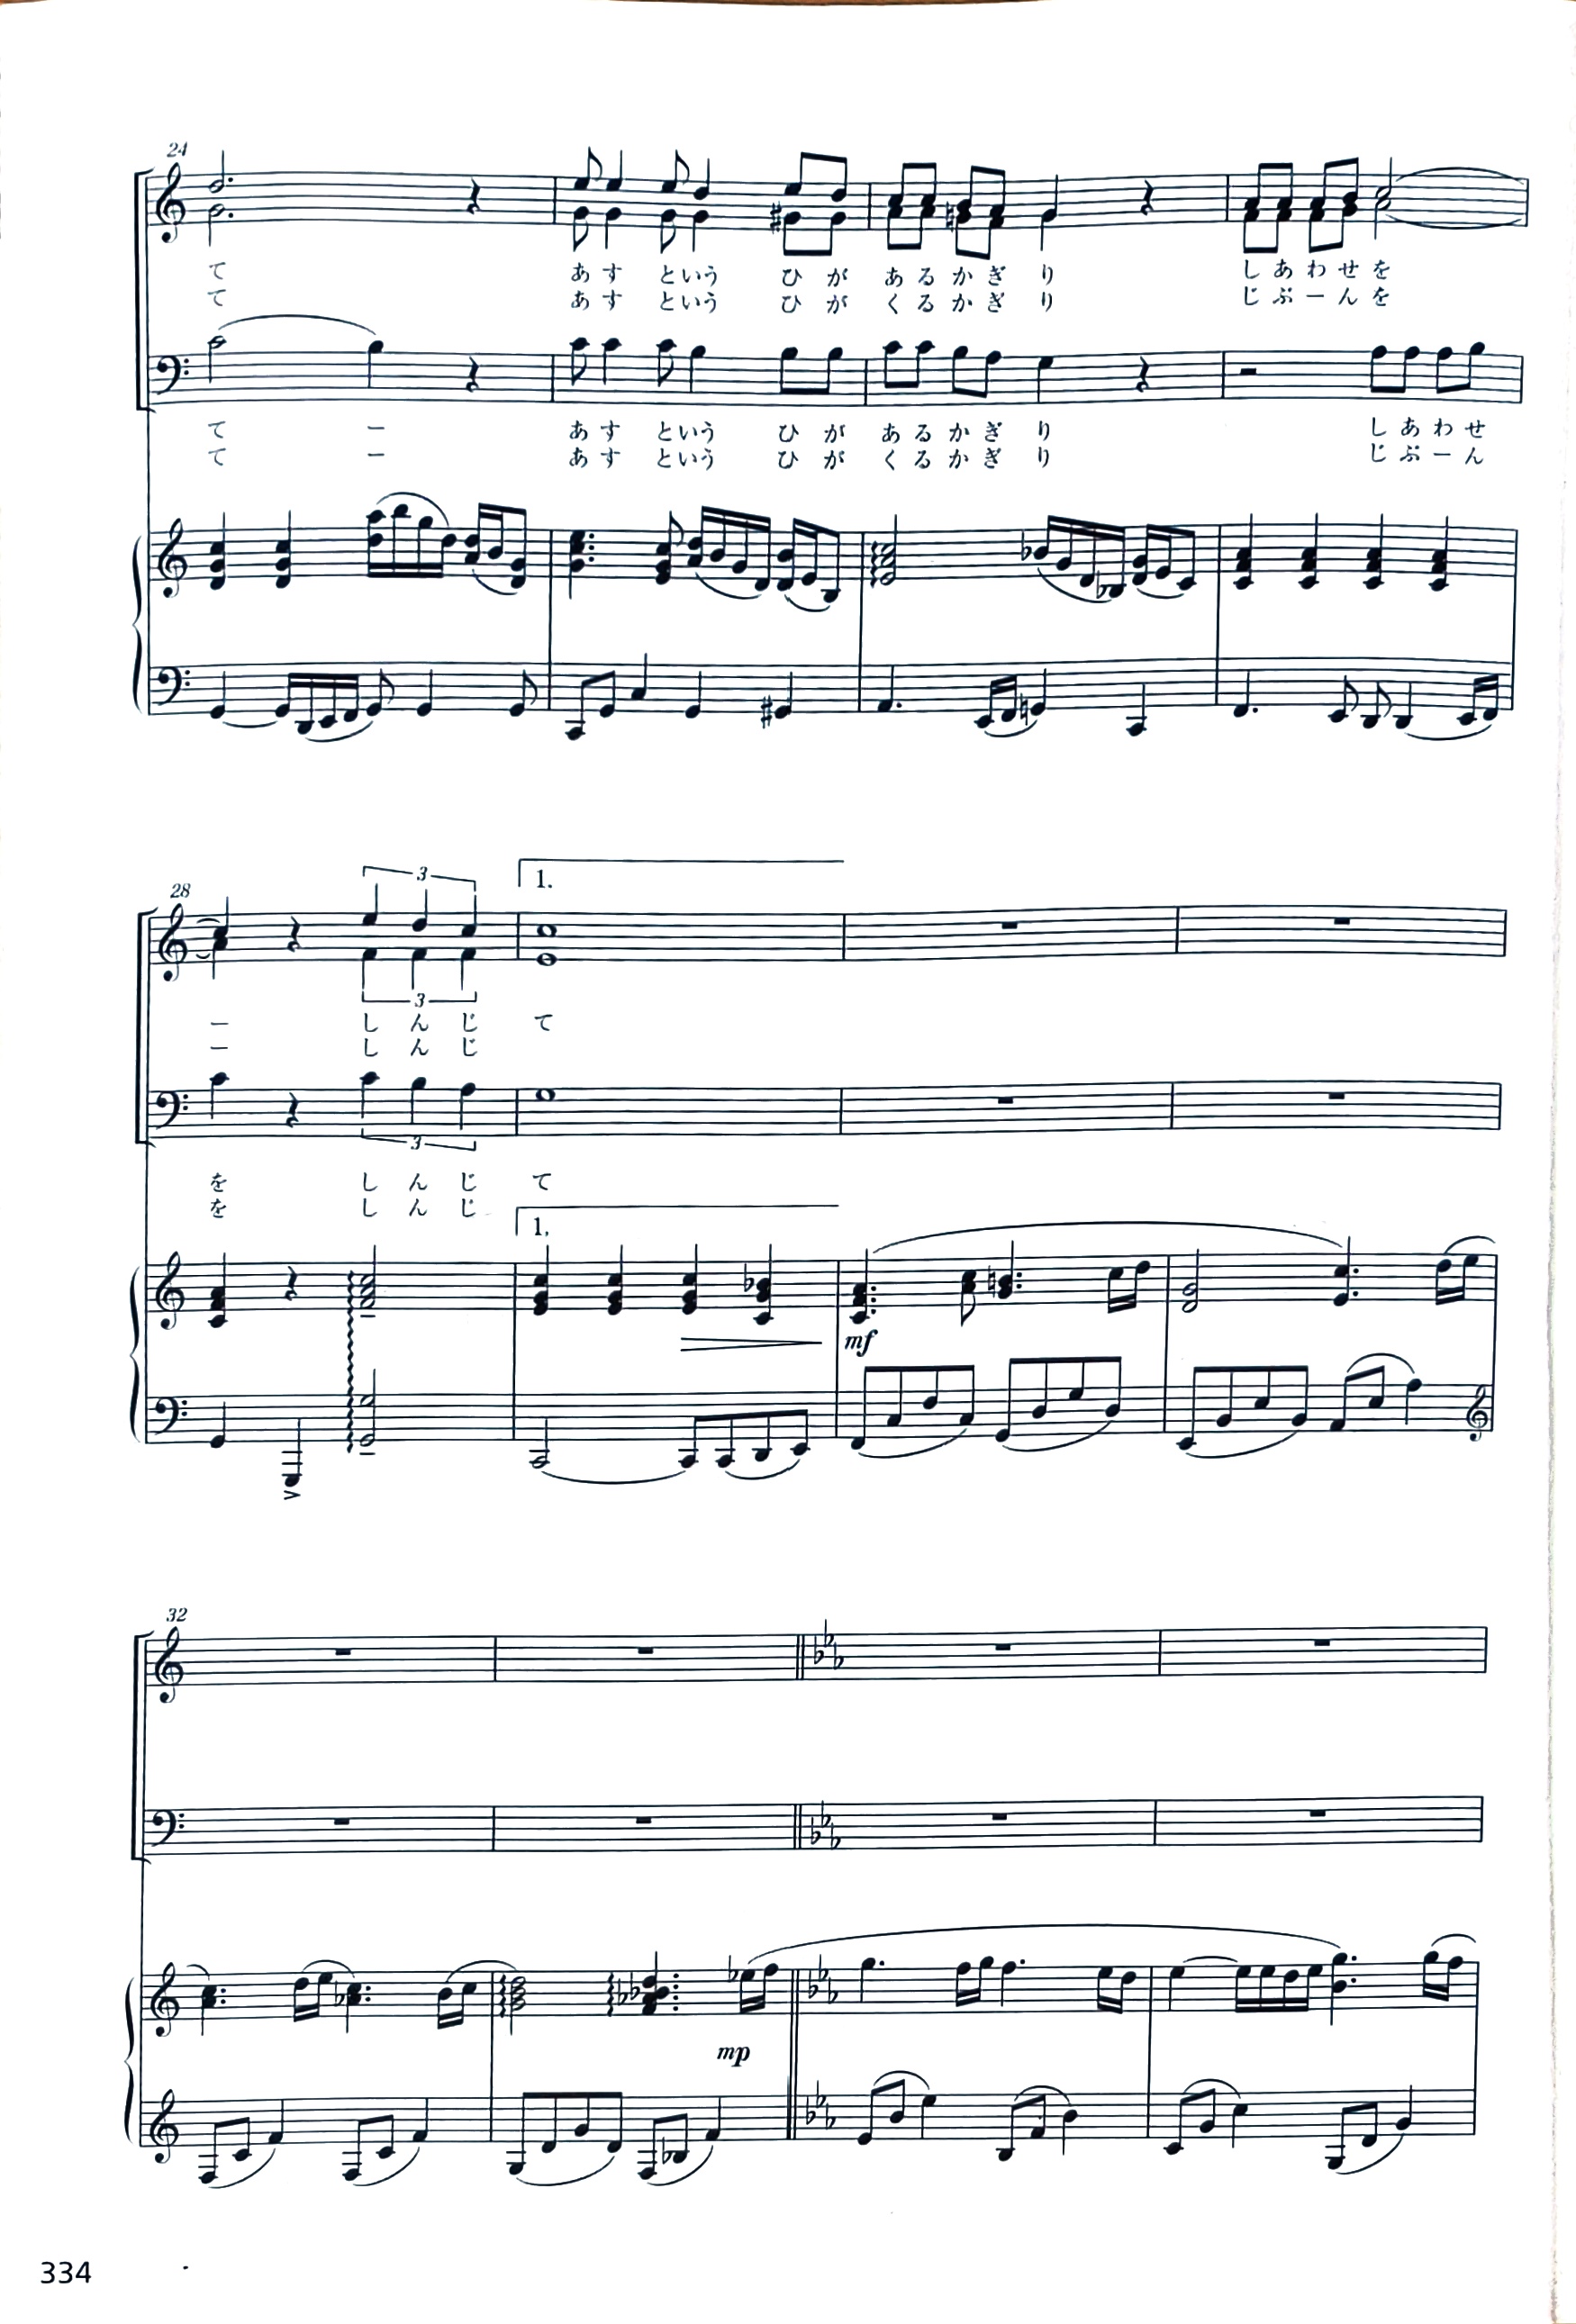 24
て あす という ひ が あ る か ぎ り し あ わ せ を
て あす という ひ が く る か ぎ り じ ぶ ー ん を
て ー あす という ひ が あ る か ぎ り し あ わ せ
て ー あす という ひ が く る か ぎ り じ ぶ ー ん
28
3
1.
3
ー し ん じ て
ー し ん じ
3
を し ん じ て
を し ん じ
1.
mf
32
mp
334